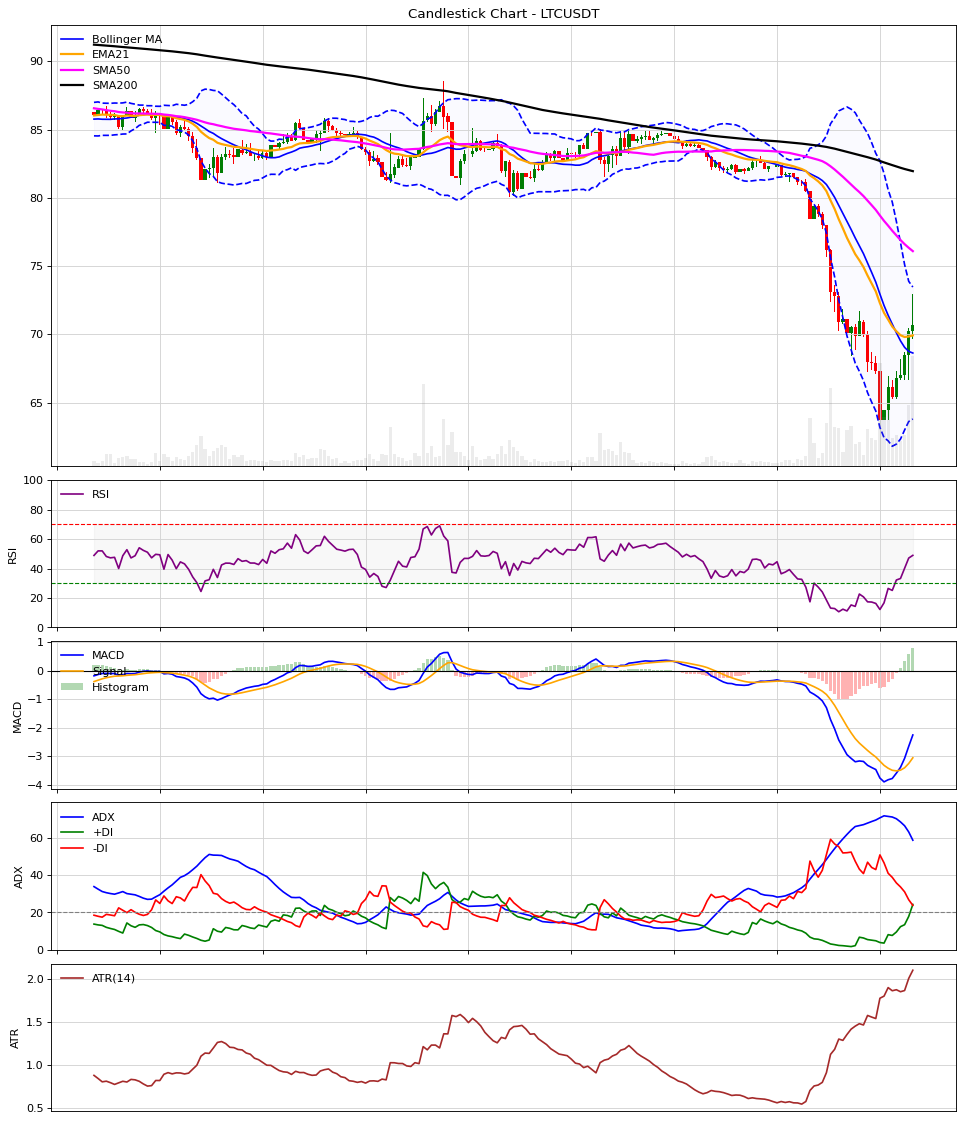 Candlestick Chart - LTCUSDT
Bollinger MA
EMA21
SMA50
SMA200
90
85
80
75
70
65
RSI
100
80
60
40
20
0
RSI
MACD
Signal
Histogram
1
0
−1
−2
−3
−4
MACD
ADX
+DI
-DI
60
40
20
0
ADX
ATR(14)
2.0
1.5
1.0
0.5
ATR